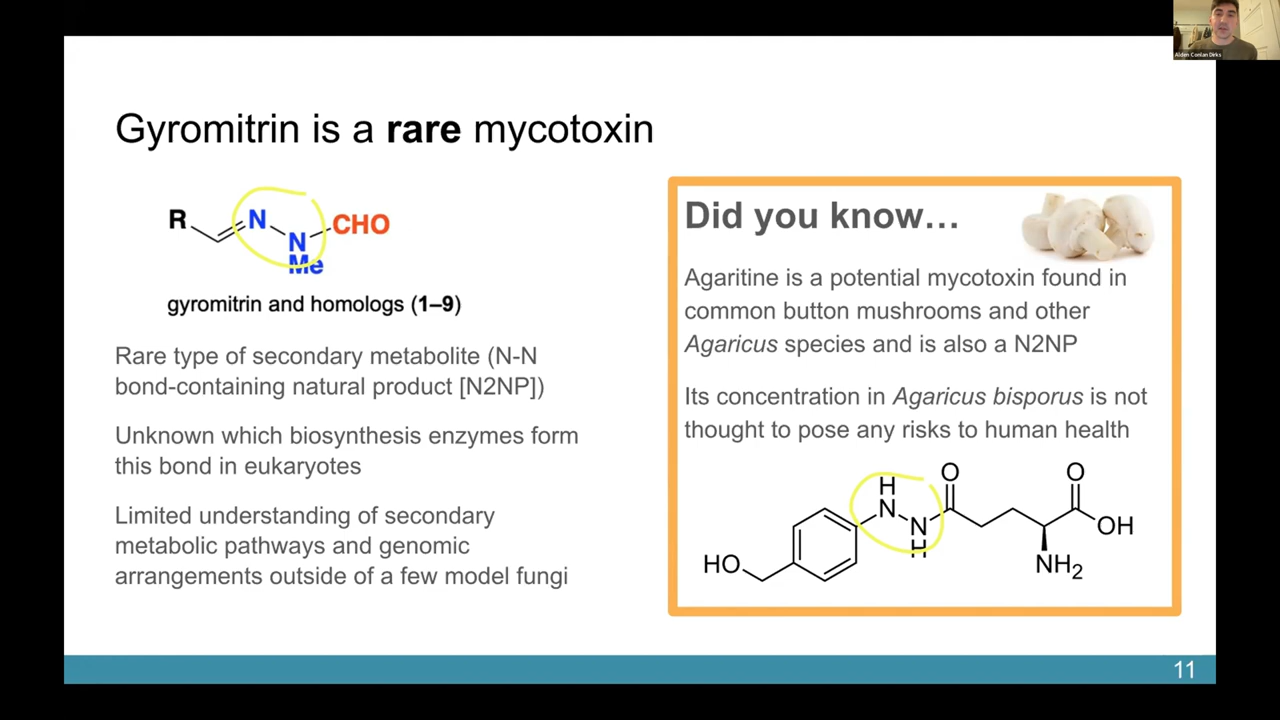 Alden Conlan Dirks
Gyromitrin is a rare mycotoxin
R
N
N
Me
CHO
gyromitrin and homologs (1–9)
Rare type of secondary metabolite (N-N
bond-containing natural product [N2NP])
Unknown which biosynthesis enzymes form
this bond in eukaryotes
Limited understanding of secondary
metabolic pathways and genomic
arrangements outside of a few model fungi
Did you know…
Agaritine is a potential mycotoxin found in
common button mushrooms and other
Agaricus species and is also a N2NP
Its concentration in Agaricus bisporus is not
thought to pose any risks to human health
H
N
N
H
O
O
OH
NH2
HO
11